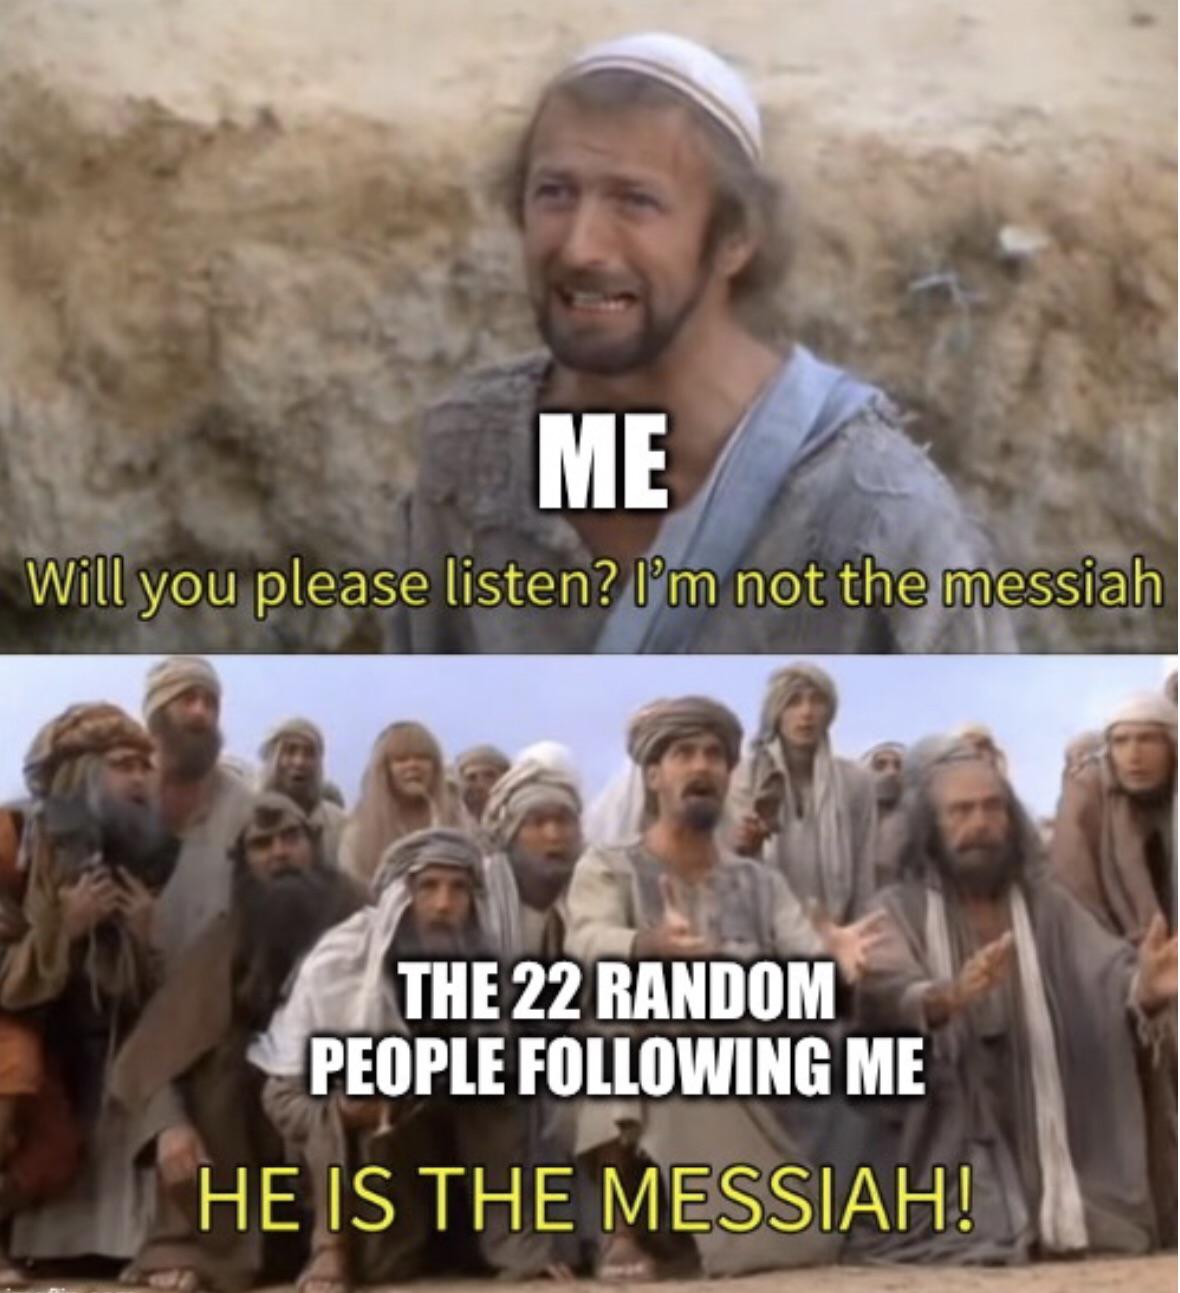 ME
Will you please listen? I'm not the messiah
THE 22 RANDOM
PEOPLE FOLLOWING ME
HE IS THE MESSIAH!